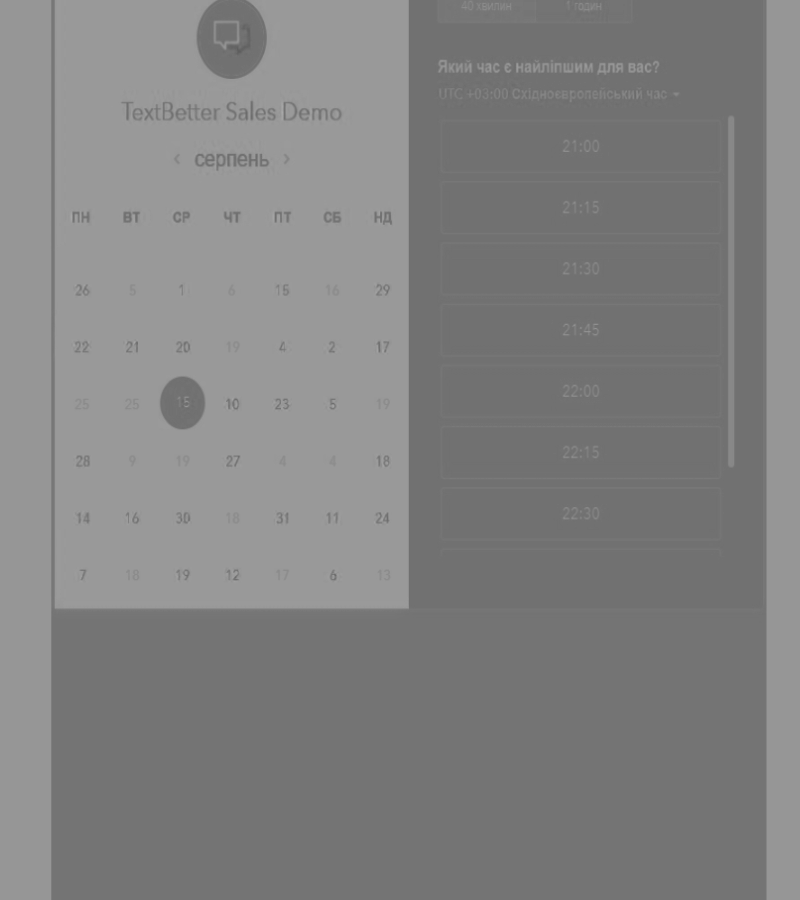 TextBetter Sales Demo
‹ серпень ›
ПН ВТ СР ЧТ ПТ СБ НД
26 5 1 6 15 16 29
22 21 20 19 4 2 17
25 25 15 10 23 5 19
28 9 19 27 4 4 18
14 16 30 18 31 11 24
7 18 19 12 17 6 13
40 хвилин 1 годин
Який час є найліпшим для вас?
UTC +03:00 Східноєвропейський час
21:00
21:15
21:30
21:45
22:00
22:15
22:30